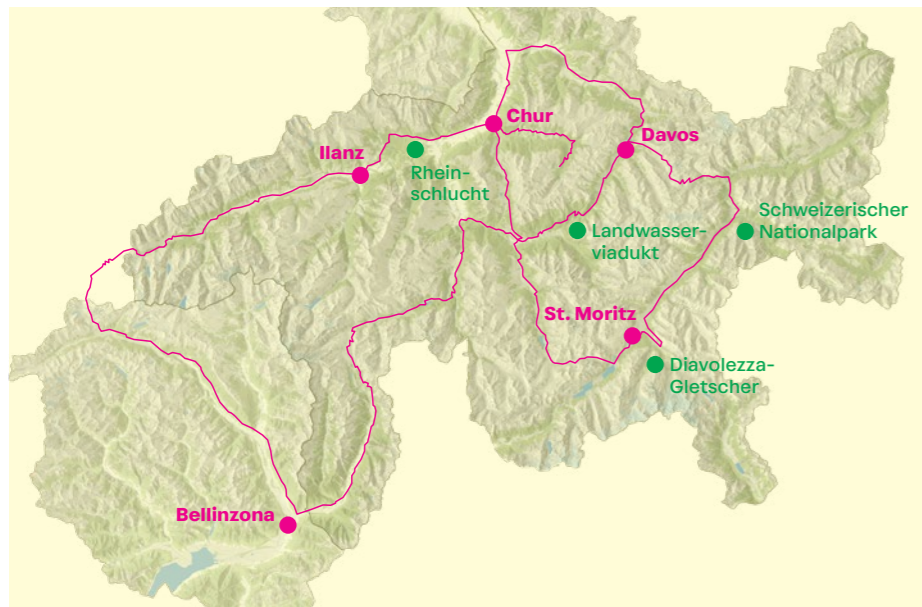 Chur
Davos
Ilanz
Rhein-
schlucht
Landwasser-
viadukt
Schweizerischer
Nationalpark
St. Moritz
Diavolezza-
Gletscher
Bellinzona